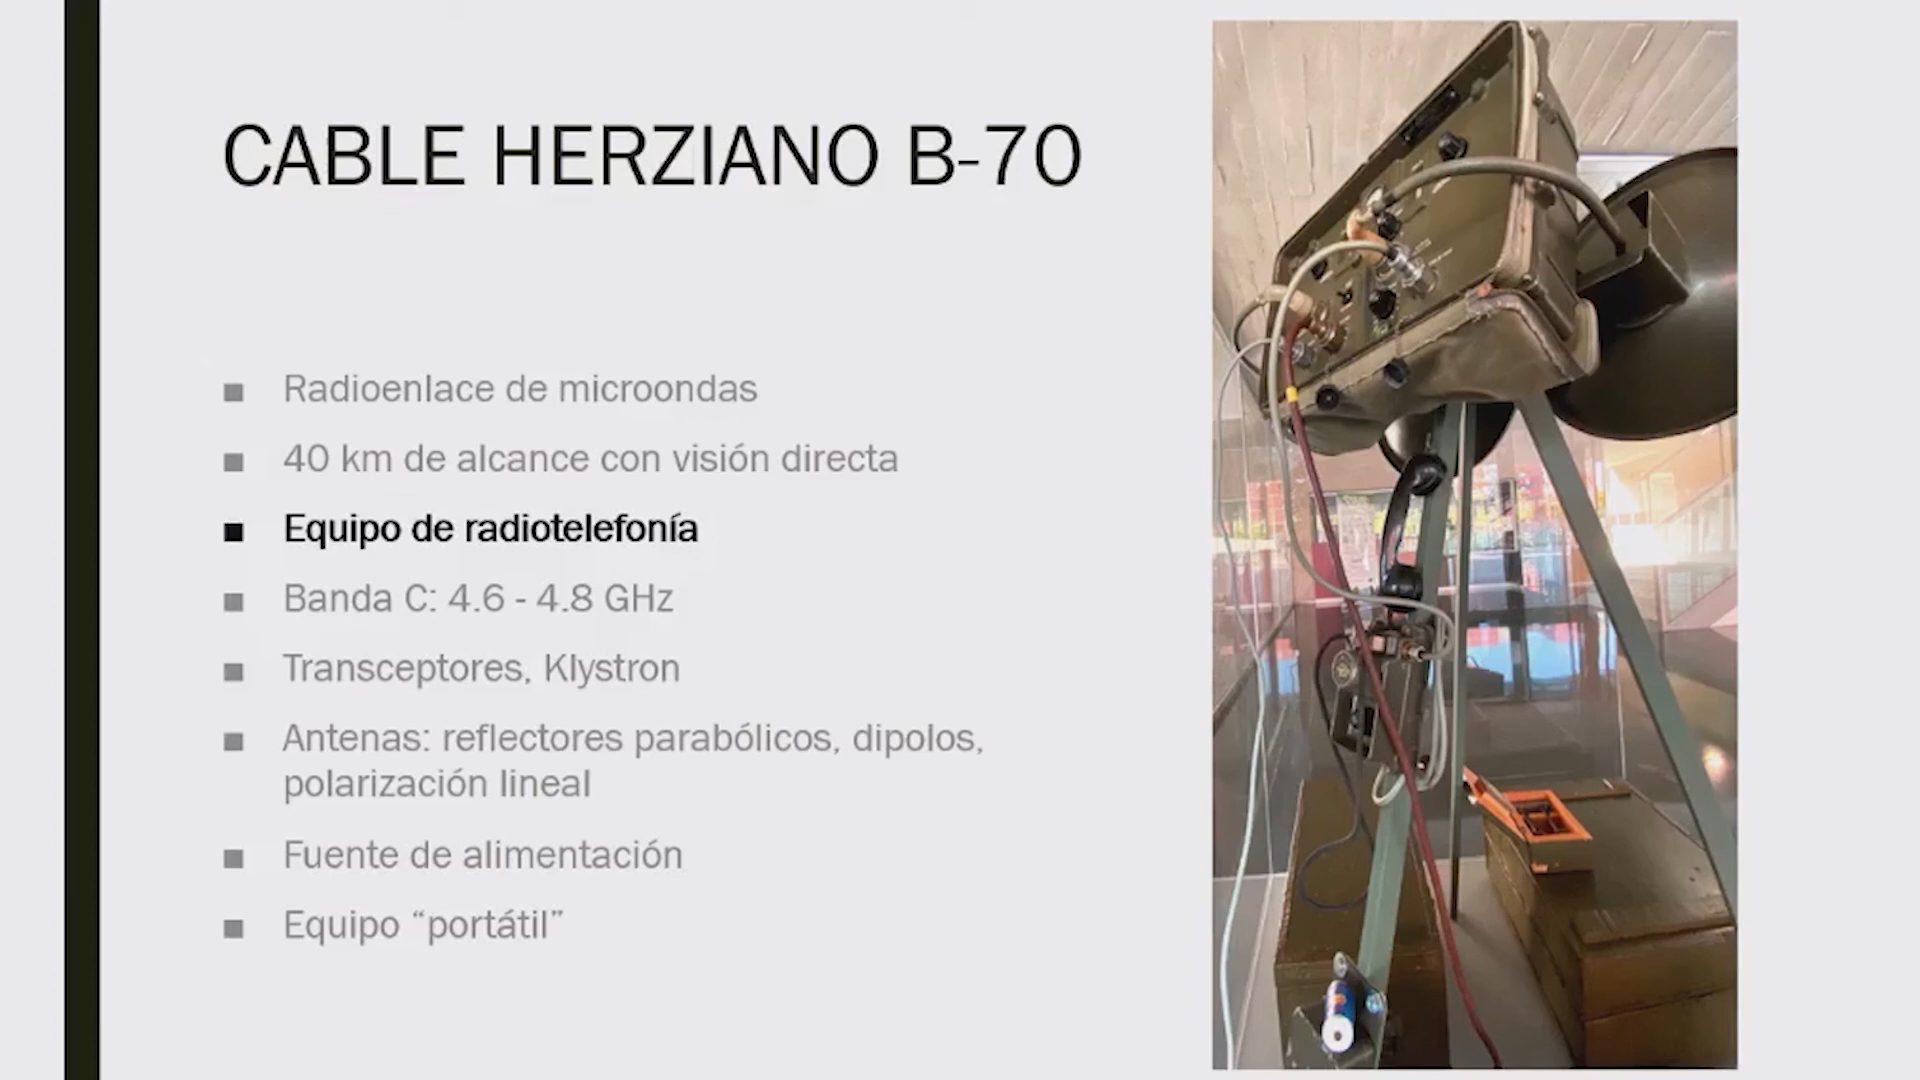 CABLE HERZIANO B-70
■ Radioenlace de microondas
■ 40 km de alcance con visión directa
■ Equipo de radiotelefonía
■ Banda C: 4.6 - 4.8 GHz
■ Transceptores, Klystron
■ Antenas: reflectores parabólicos, dipolos,
polarización lineal
■ Fuente de alimentación
■ Equipo “portátil”